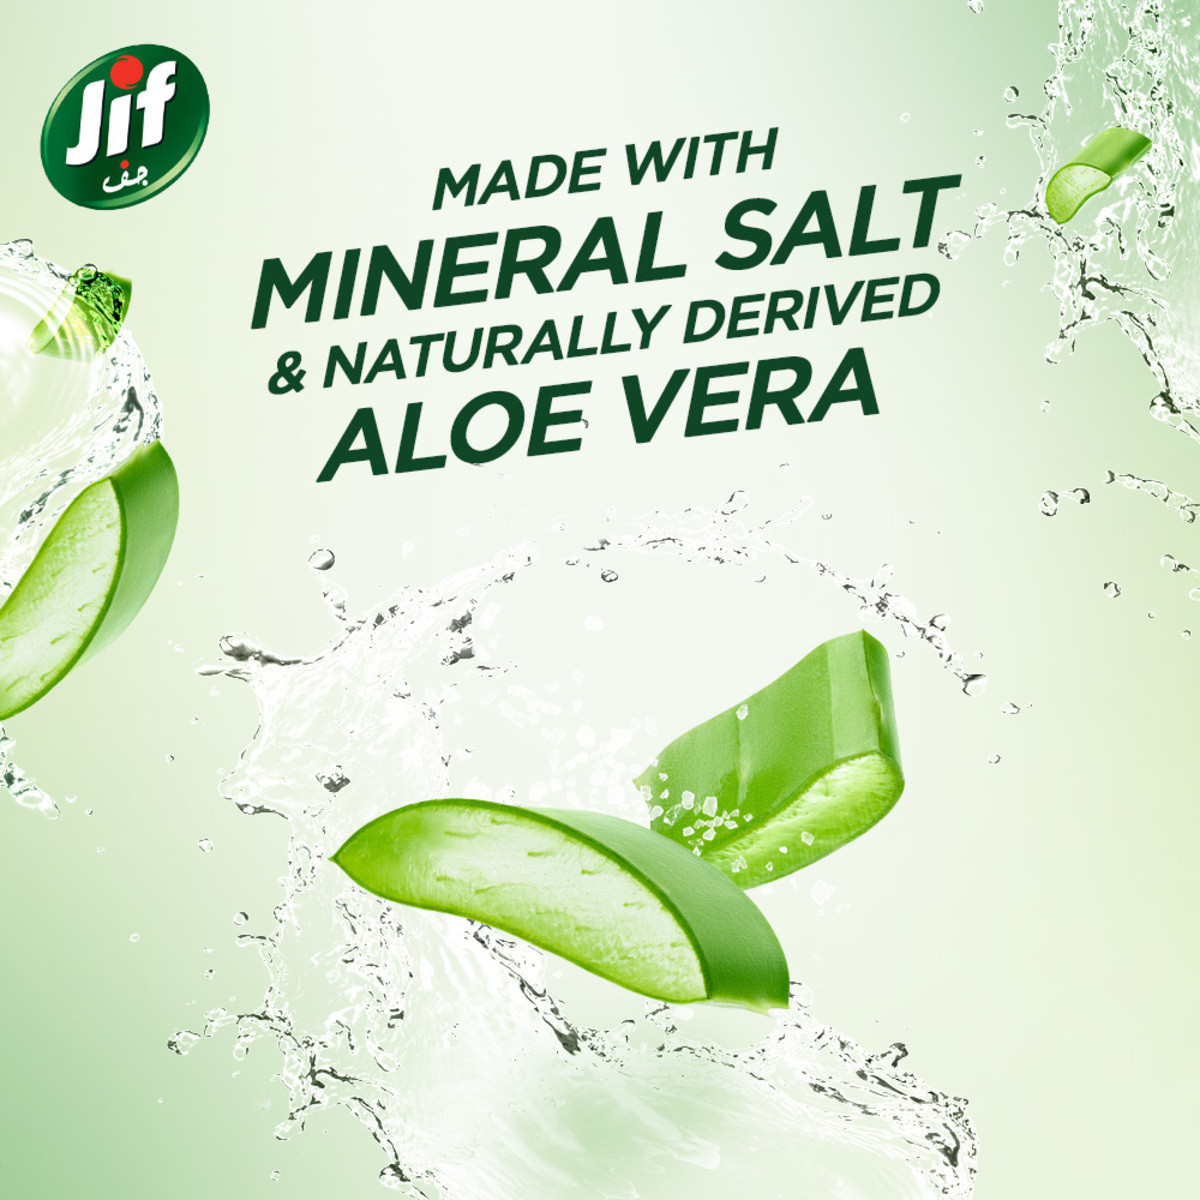 Jif
جف
MADE WITH
MINERAL SALT
& NATURALLY DERIVED
ALOE VERA